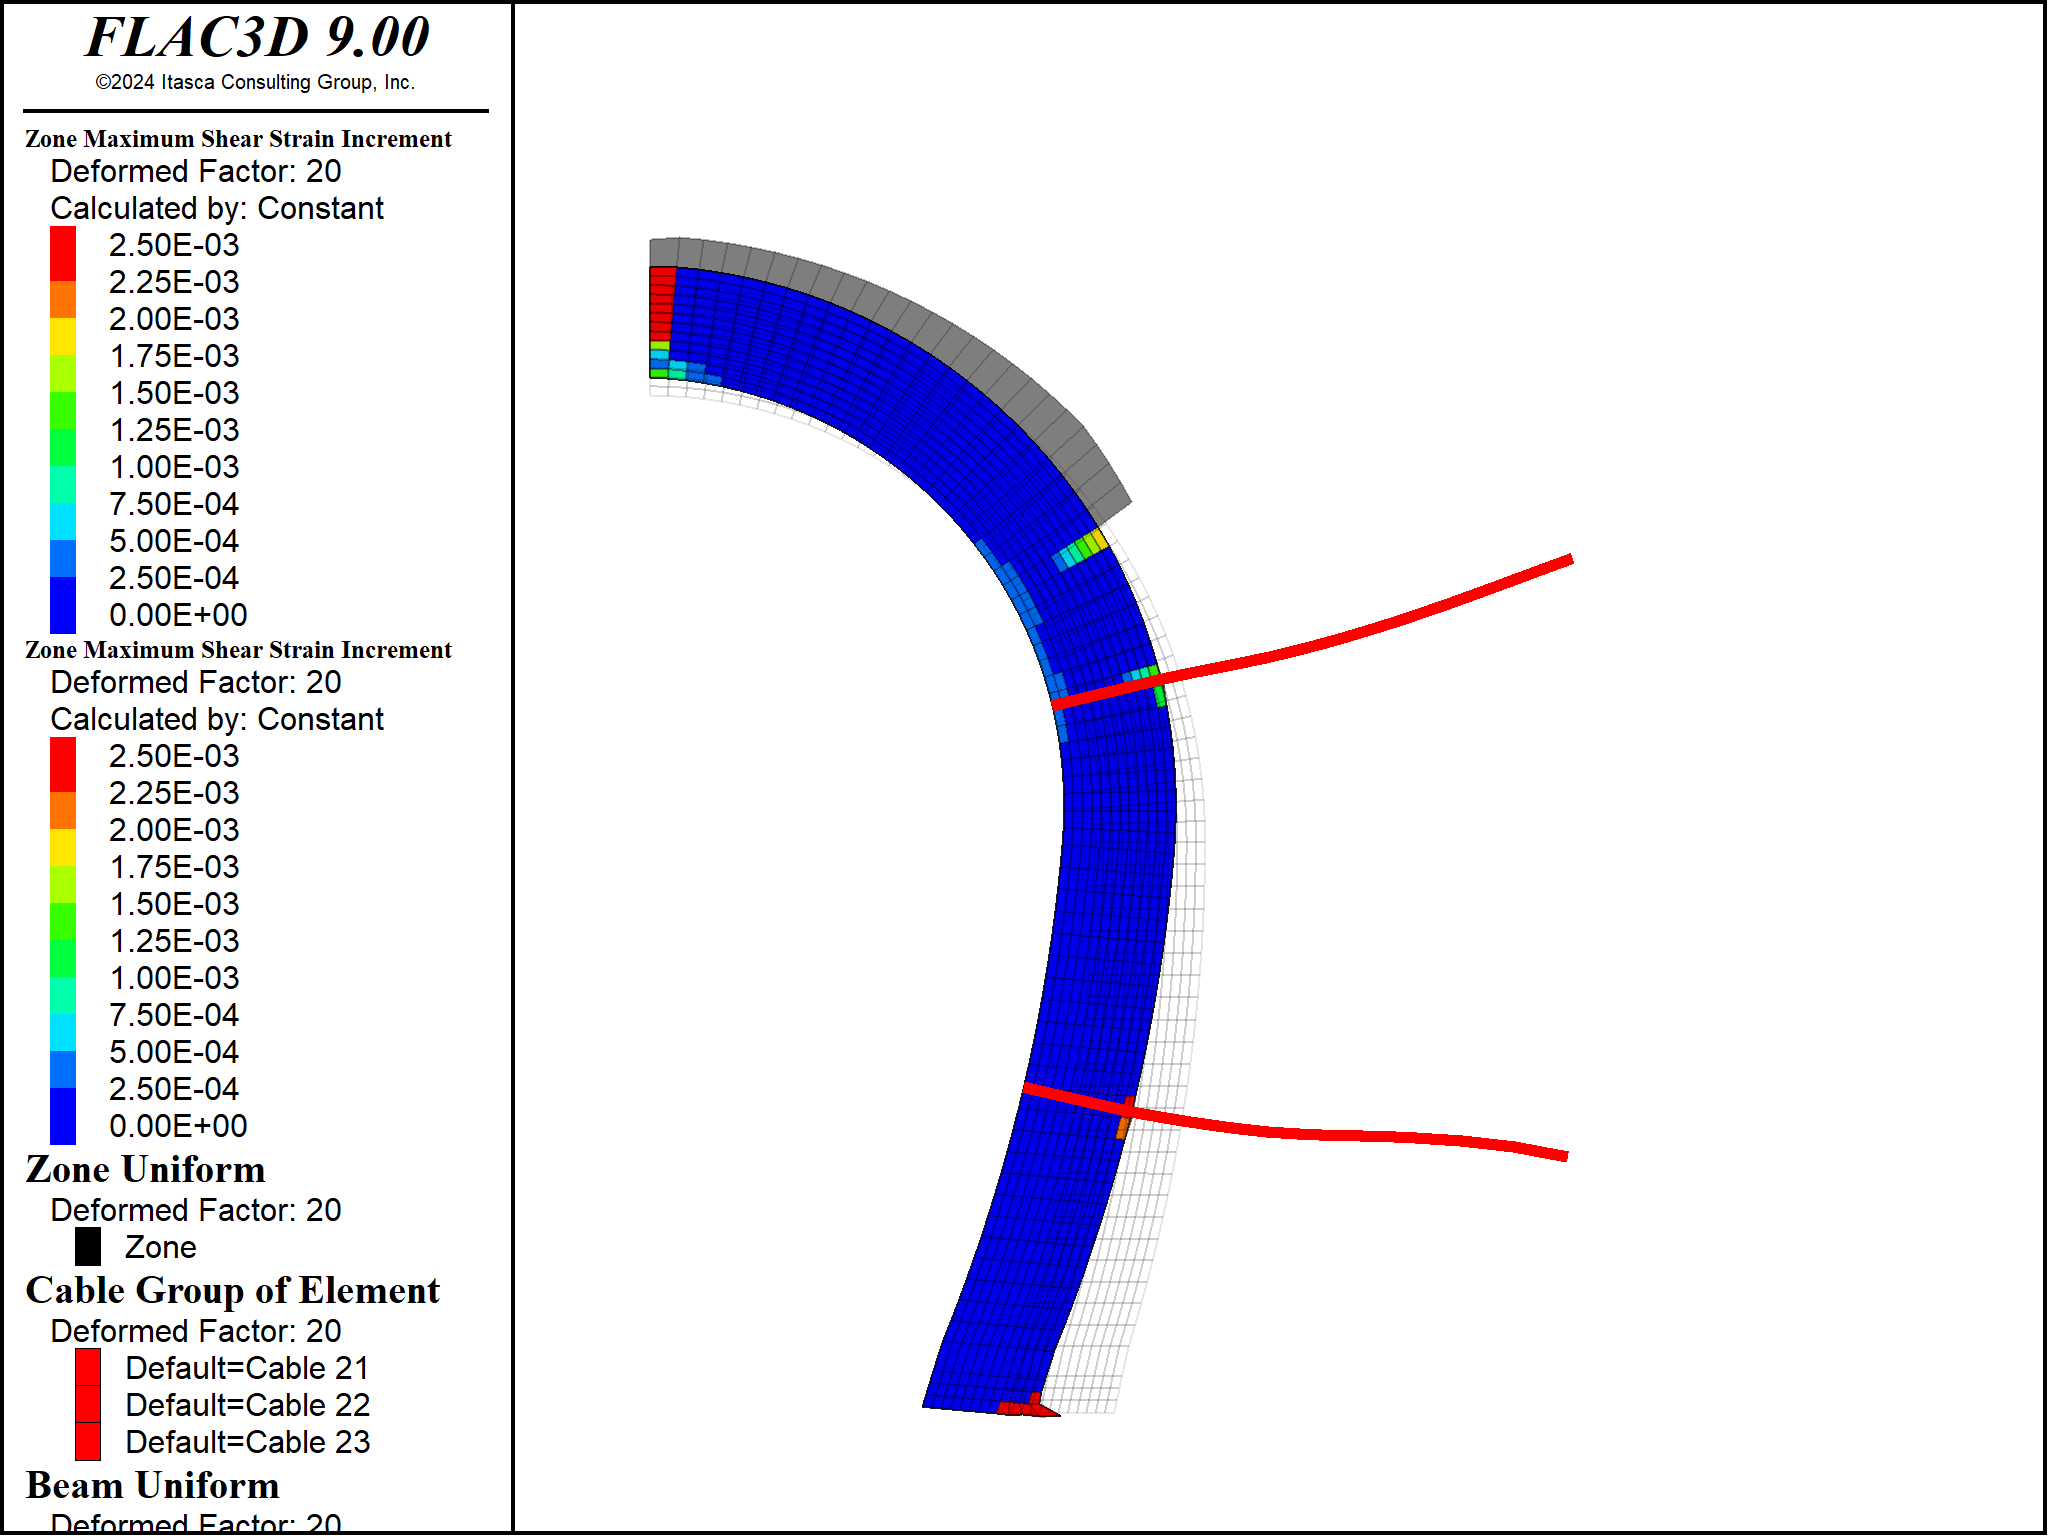 FLAC3D 9.00
©2024 Itasca Consulting Group, Inc.
Zone Maximum Shear Strain Increment
Deformed Factor: 20
Calculated by: Constant
2.50E-03
2.25E-03
2.00E-03
1.75E-03
1.50E-03
1.25E-03
1.00E-03
7.50E-04
5.00E-04
2.50E-04
0.00E+00
Zone Maximum Shear Strain Increment
Deformed Factor: 20
Calculated by: Constant
2.50E-03
2.25E-03
2.00E-03
1.75E-03
1.50E-03
1.25E-03
1.00E-03
7.50E-04
5.00E-04
2.50E-04
0.00E+00
Zone Uniform
Deformed Factor: 20
Zone
Cable Group of Element
Deformed Factor: 20
Default=Cable 21
Default=Cable 22
Default=Cable 23
Beam Uniform
Deformed Factor: 20